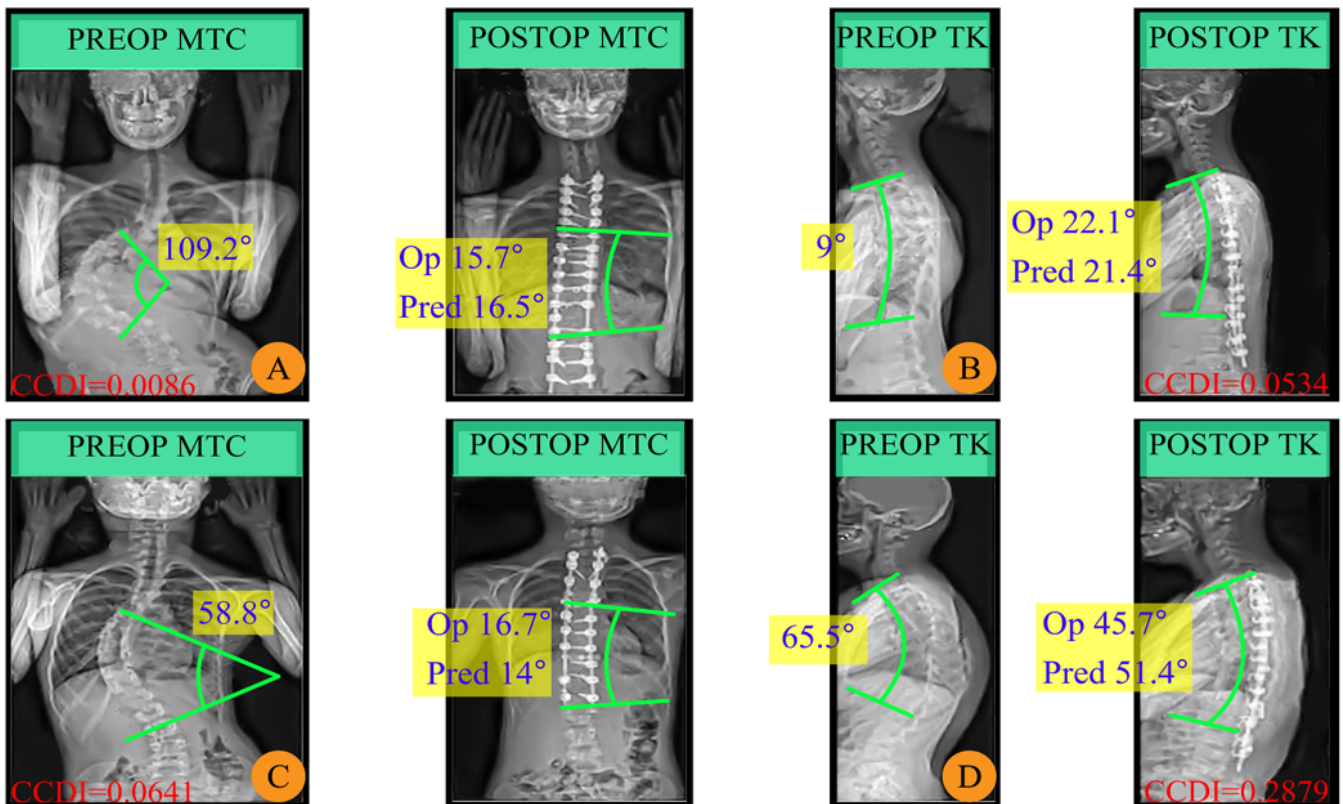 PREOP MTC
POSTOP MTC
PREOP TK
POSTOP TK
109.2°
Op 15.7°
Pred 16.5°
9°
Op 22.1°
Pred 21.4°
A
CCDI=0.0086
B
CCDI=0.0534
PREOP MTC
POSTOP MTC
PREOP TK
POSTOP TK
58.8°
Op 16.7°
Pred 14°
65.5°
Op 45.7°
Pred 51.4°
C
CCDI=0.0641
D
CCDI=0.2879